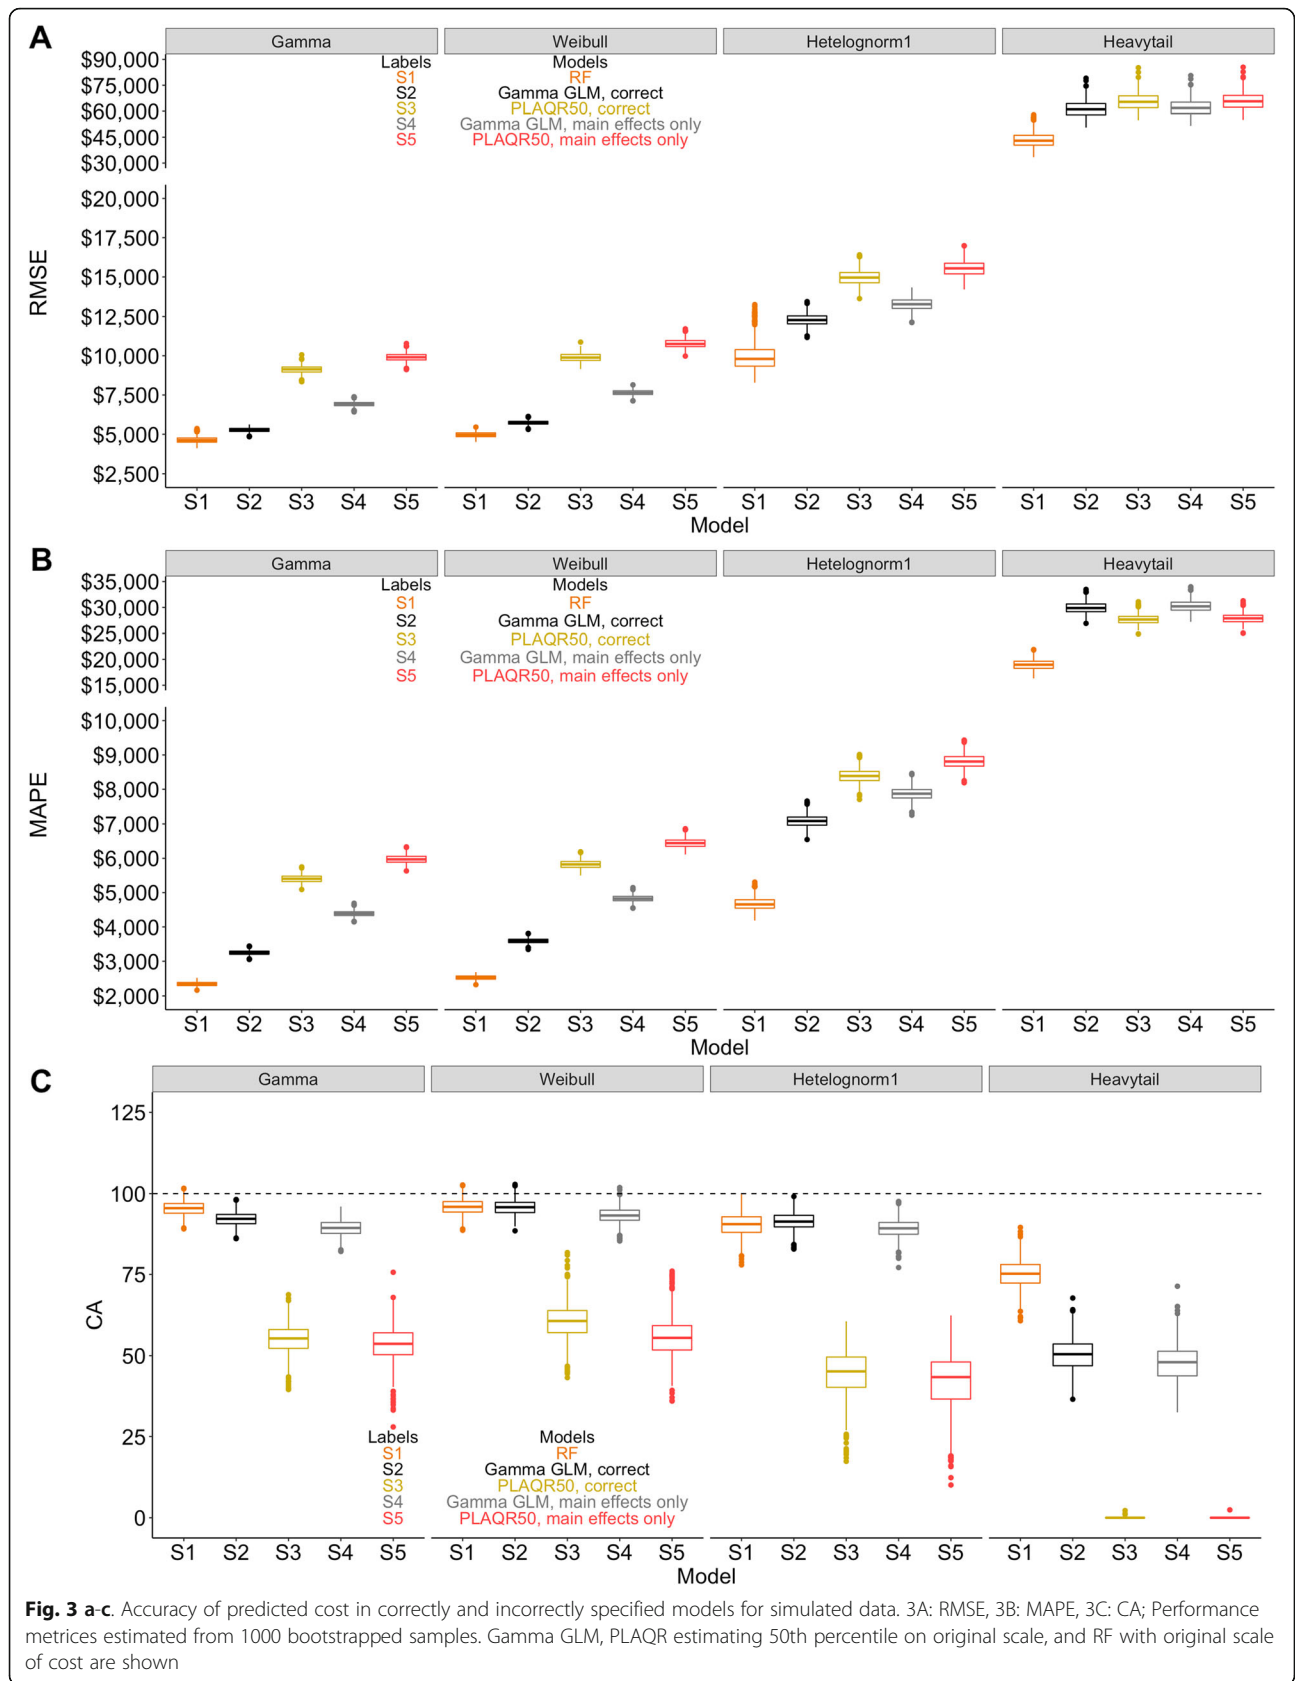 A
Gamma Weibull Hetelognorm1 Heavytail
Labels Models
S1 RF
S2 Gamma GLM, correct
S3 PLAQR50, correct
S4 Gamma GLM, main effects only
S5 PLAQR50, main effects only
$90,000
$75,000
$60,000
$45,000
$30,000
$20,000
$17,500
$15,000
$12,500
$10,000
$7,500
$5,000
$2,500
RMSE
S1 S2 S3 S4 S5 S1 S2 S3 S4 S5 S1 S2 S3 S4 S5 S1 S2 S3 S4 S5
Model
B
Gamma Weibull Hetelognorm1 Heavytail
Labels Models
S1 RF
S2 Gamma GLM, correct
S3 PLAQR50, correct
S4 Gamma GLM, main effects only
S5 PLAQR50, main effects only
$35,000
$30,000
$25,000
$20,000
$15,000
$10,000
$9,000
$8,000
$7,000
$6,000
$5,000
$4,000
$3,000
$2,000
MAPE
S1 S2 S3 S4 S5 S1 S2 S3 S4 S5 S1 S2 S3 S4 S5 S1 S2 S3 S4 S5
Model
C
Gamma Weibull Hetelognorm1 Heavytail
125
100
75
50
25
0
CA
Labels Models
S1 RF
S2 Gamma GLM, correct
S3 PLAQR50, correct
S4 Gamma GLM, main effects only
S5 PLAQR50, main effects only
S1 S2 S3 S4 S5 S1 S2 S3 S4 S5 S1 S2 S3 S4 S5 S1 S2 S3 S4 S5
Model
Fig. 3 a-c. Accuracy of predicted cost in correctly and incorrectly specified models for simulated data. 3A: RMSE, 3B: MAPE, 3C: CA; Performance
metrices estimated from 1000 bootstrapped samples. Gamma GLM, PLAQR estimating 50th percentile on original scale, and RF with original scale
of cost are shown